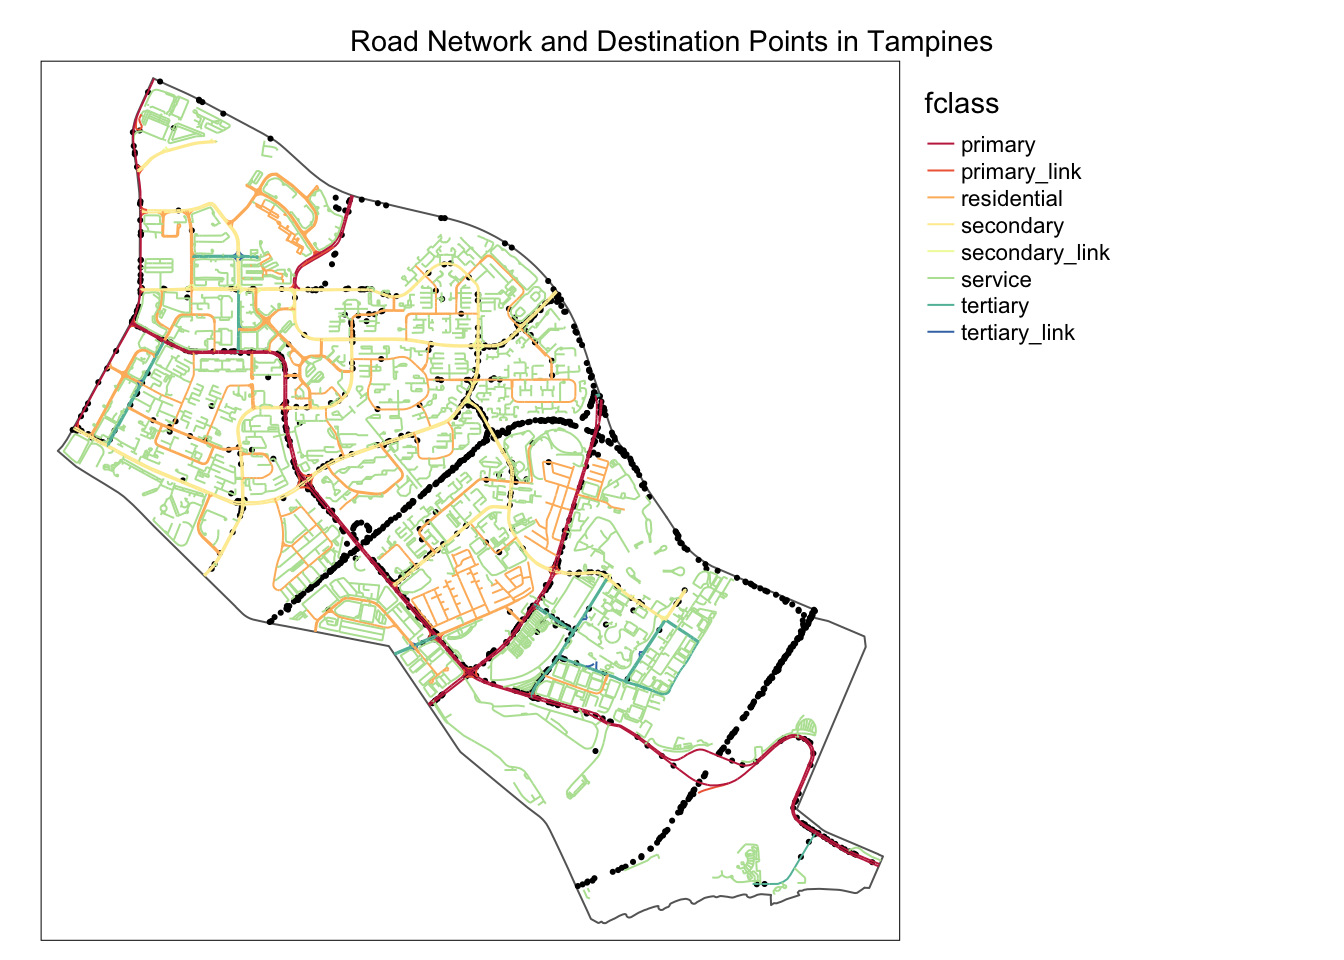 Road Network and Destination Points in Tampines
fclass
primary
primary_link
residential
secondary
secondary_link
service
tertiary
tertiary_link